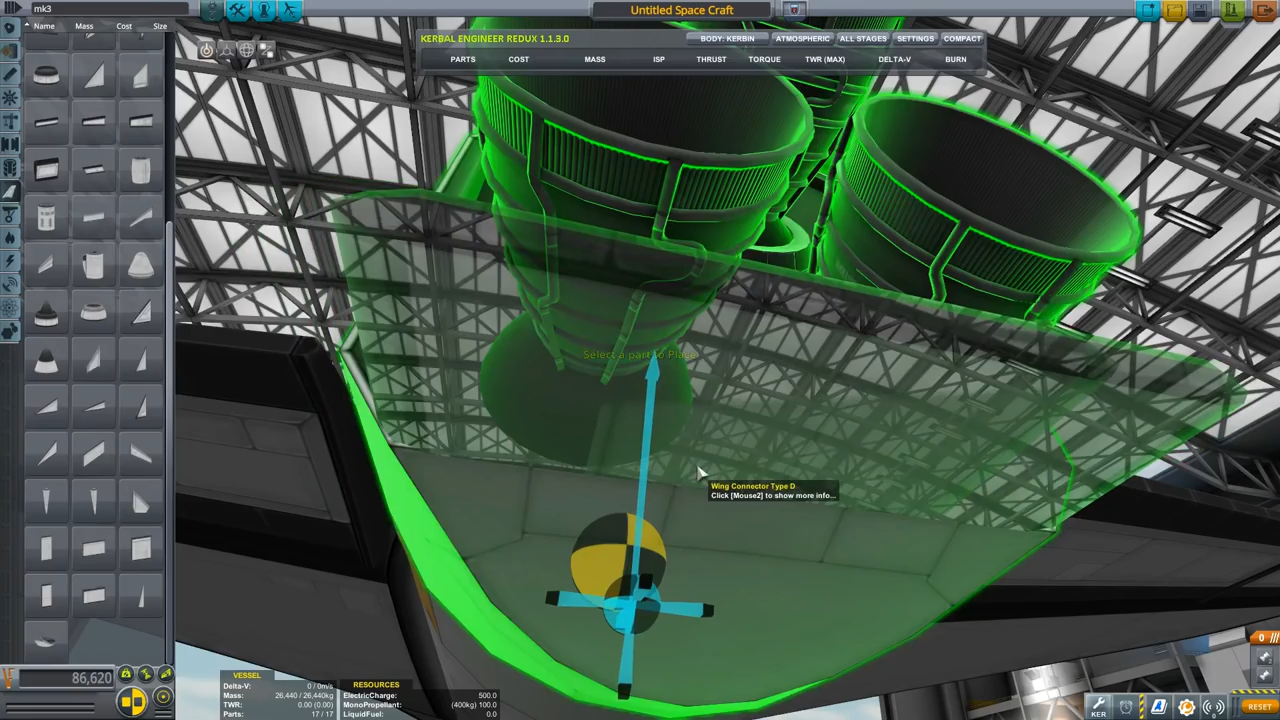 mk3
Untitled Space Craft
Name Mass Cost Size
KERBAL ENGINEER REDUX 1.1.3.0
BODY: KERBIN ATMOSPHERIC ALL STAGES SETTINGS COMPACT
PARTS COST MASS ISP THRUST TORQUE TWR (MAX) DELTA-V BURN
Select a part to Place
Wing Connector Type D
Click [Mouse2] to show more info...
86,620
VESSEL
Delta-V: 0 / 0m/s
Mass: 26,440 / 26,440kg
TWR: 0.00 (0.00)
Parts: 17 / 17
RESOURCES
ElectricCharge: 500.0
MonoPropellant: (400kg) 100.0
LiquidFuel: 0.0
0
KER
RESET